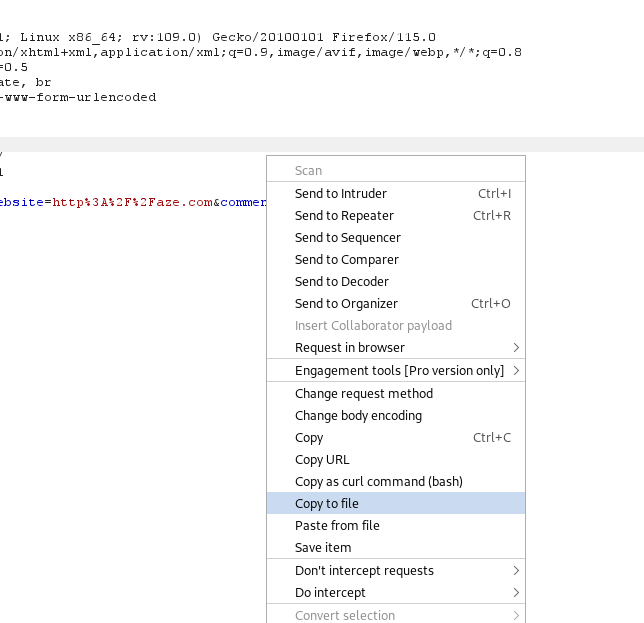 1; Linux x86_64; rv:109.0) Gecko/20100101 Firefox/115.0
on/xhtml+xml,application/xml;q=0.9,image/avif,image/webp,*/*;q=0.8
=0.5
ate, br
-www-form-urlencoded
/
1
ebsite=http%3A%2F%2Faze.com&commen
Scan
Send to Intruder Ctrl+I
Send to Repeater Ctrl+R
Send to Sequencer
Send to Comparer
Send to Decoder
Send to Organizer Ctrl+O
Insert Collaborator payload
Request in browser
Engagement tools [Pro version only]
Change request method
Change body encoding
Copy Ctrl+C
Copy URL
Copy as curl command (bash)
Copy to file
Paste from file
Save item
Don't intercept requests
Do intercept
Convert selection